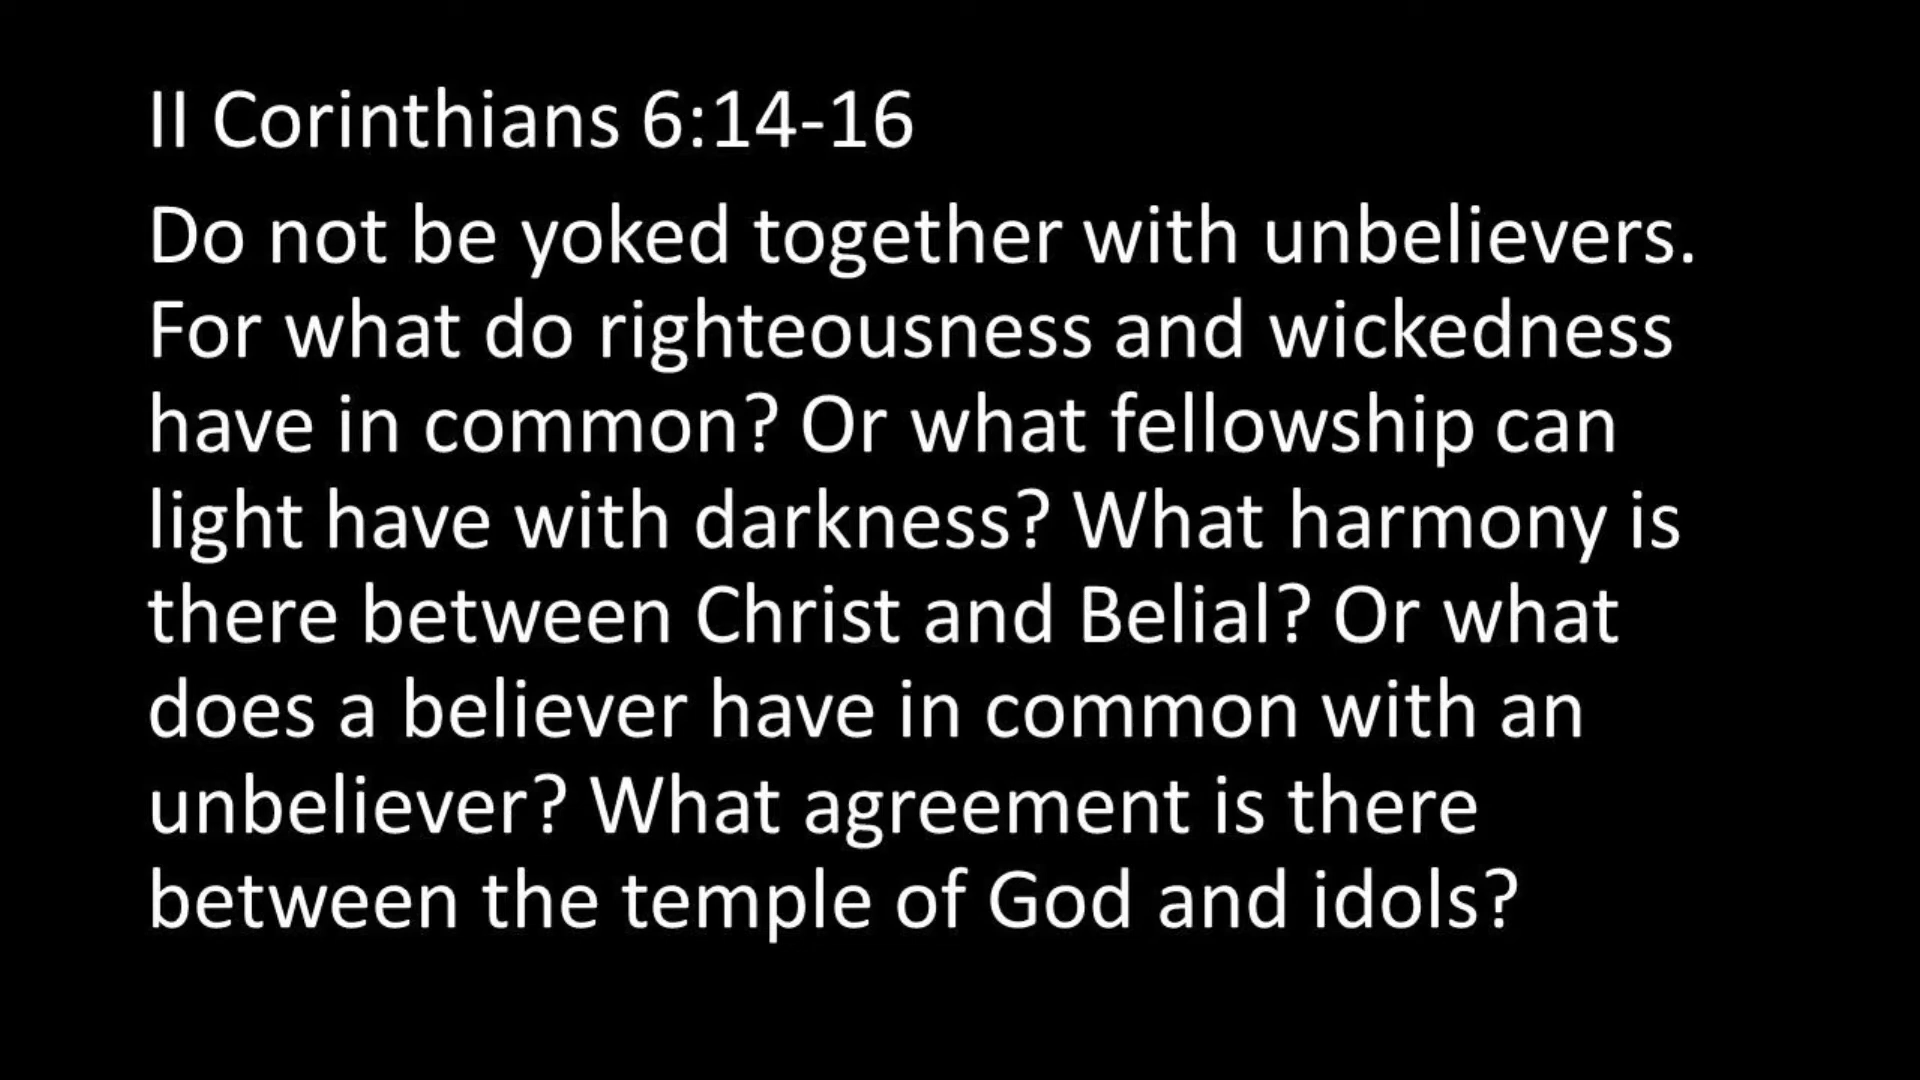 II Corinthians 6:14-16
Do not be yoked together with unbelievers.
For what do righteousness and wickedness
have in common? Or what fellowship can
light have with darkness? What harmony is
there between Christ and Belial? Or what
does a believer have in common with an
unbeliever? What agreement is there
between the temple of God and idols?